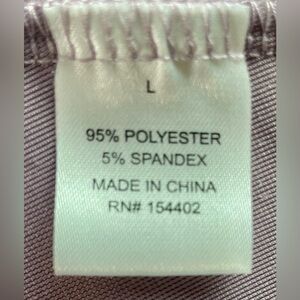 L
95% POLYESTER
5% SPANDEX
MADE IN CHINA
RN# 154402